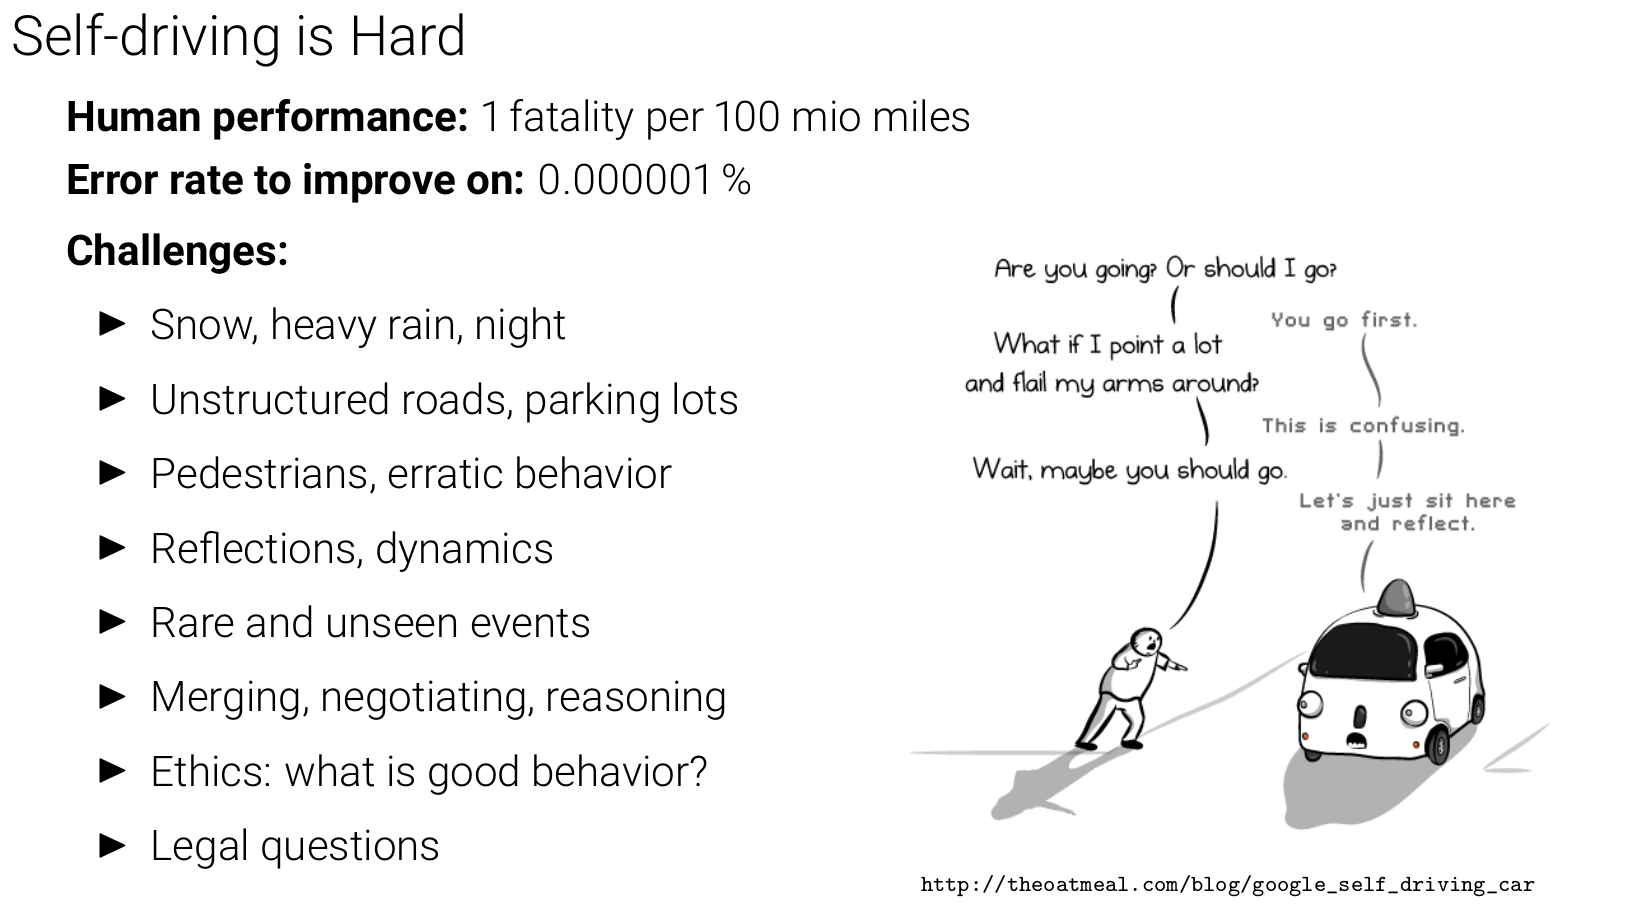 Self-driving is Hard
Human performance: 1 fatality per 100 mio miles
Error rate to improve on: 0.000001 %
Challenges:
► Snow, heavy rain, night
► Unstructured roads, parking lots
► Pedestrians, erratic behavior
► Reflections, dynamics
► Rare and unseen events
► Merging, negotiating, reasoning
► Ethics: what is good behavior?
► Legal questions
Are you going? Or should I go?
You go first.
What if I point a lot
and flail my arms around?
This is confusing.
Wait, maybe you should go.
Let's just sit here
and reflect.
http://theoatmeal.com/blog/google_self_driving_car